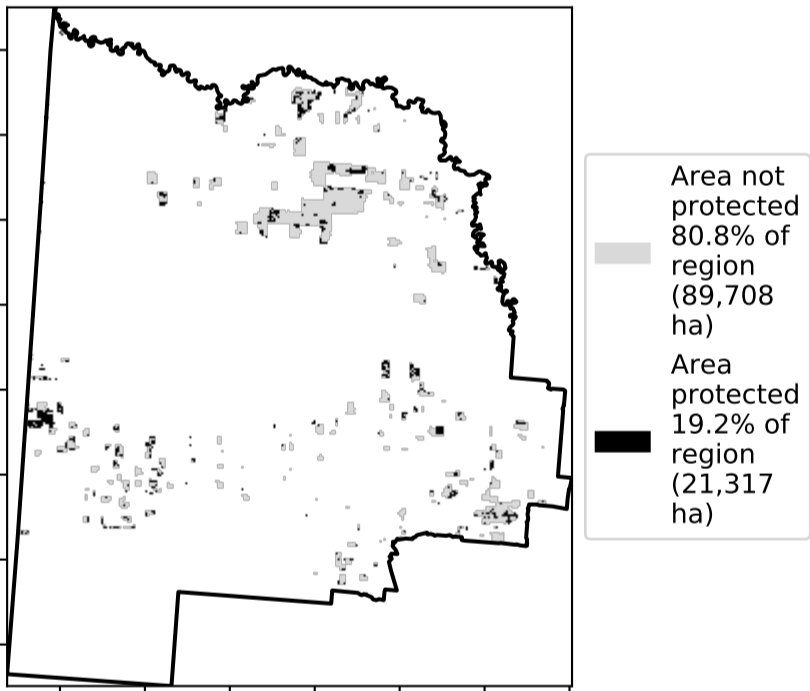 Area not
protected
80.8% of
region
(89,708
ha)
Area
protected
19.2% of
region
(21,317
ha)